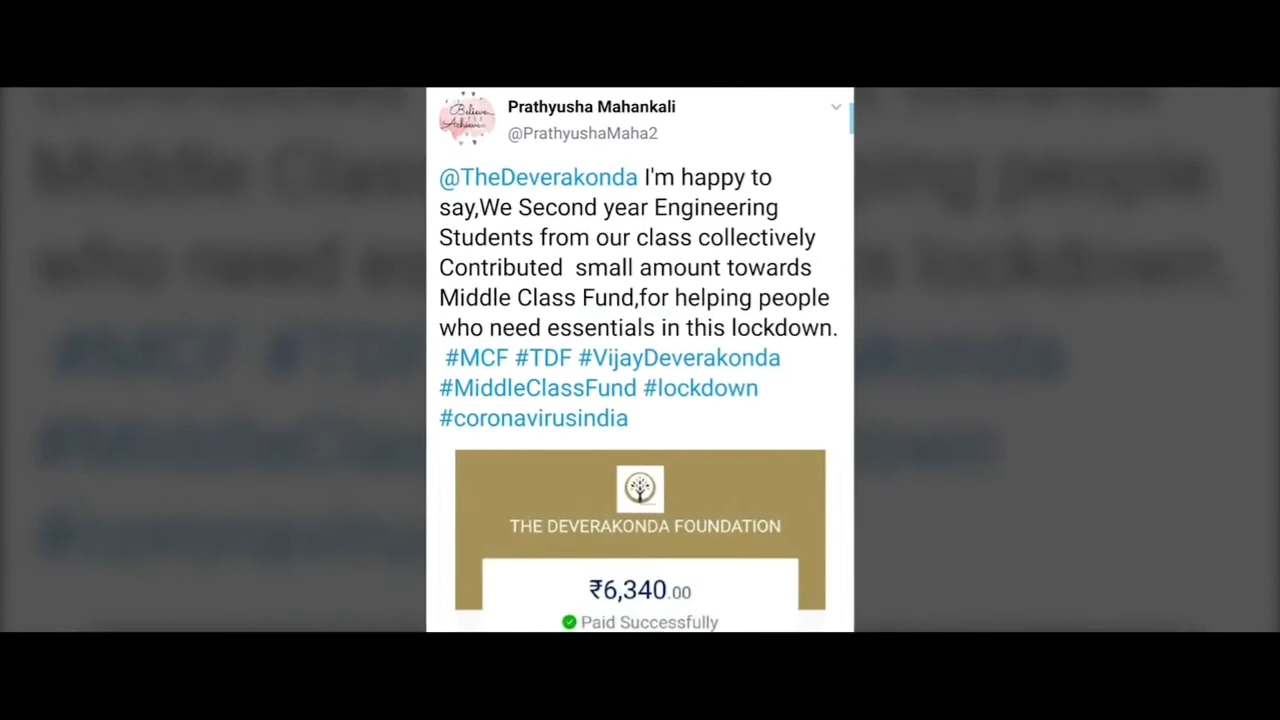 Believe
Achieve
Prathyusha Mahankali
@PrathyushaMaha2
@TheDeverakonda I'm happy to
say,We Second year Engineering
Students from our class collectively
Contributed  small amount towards
Middle Class Fund,for helping people
who need essentials in this lockdown.
#MCF #TDF #VijayDeverakonda
#MiddleClassFund #lockdown
#coronavirusindia
THE DEVERAKONDA FOUNDATION
₹6,340.00
Paid Successfully